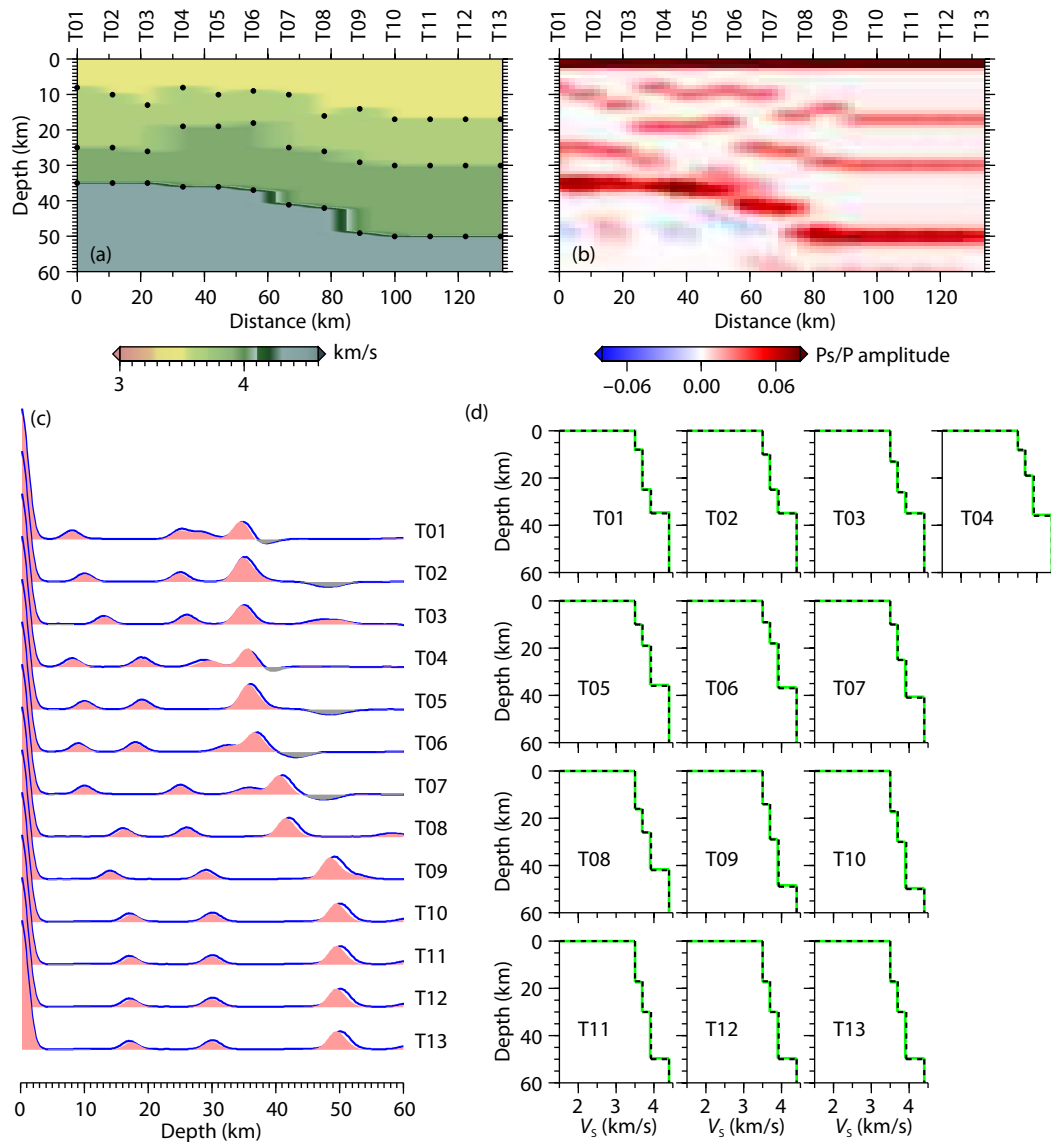 T01 T02 T03 T04 T05 T06 T07 T08 T09 T10 T11 T12 T13
0
10
20
30
40
50
60
Depth (km)
(a)
0 20 40 60 80 100 120
Distance (km)
3 4
km/s
T01 T02 T03 T04 T05 T06 T07 T08 T09 T10 T11 T12 T13
(b)
0 20 40 60 80 100 120
Distance (km)
−0.06 0.00 0.06
Ps/P amplitude
(c)
T01
T02
T03
T04
T05
T06
T07
T08
T09
T10
T11
T12
T13
0 10 20 30 40 50 60
Depth (km)
(d)
0
20
40
60
Depth (km)
T01 T02 T03 T04
0
20
40
60
Depth (km)
T05 T06 T07
0
20
40
60
Depth (km)
T08 T09 T10
0
20
40
60
Depth (km)
T11 T12 T13
2 4 2 4 2 4
VS (km/s) VS (km/s) VS (km/s)